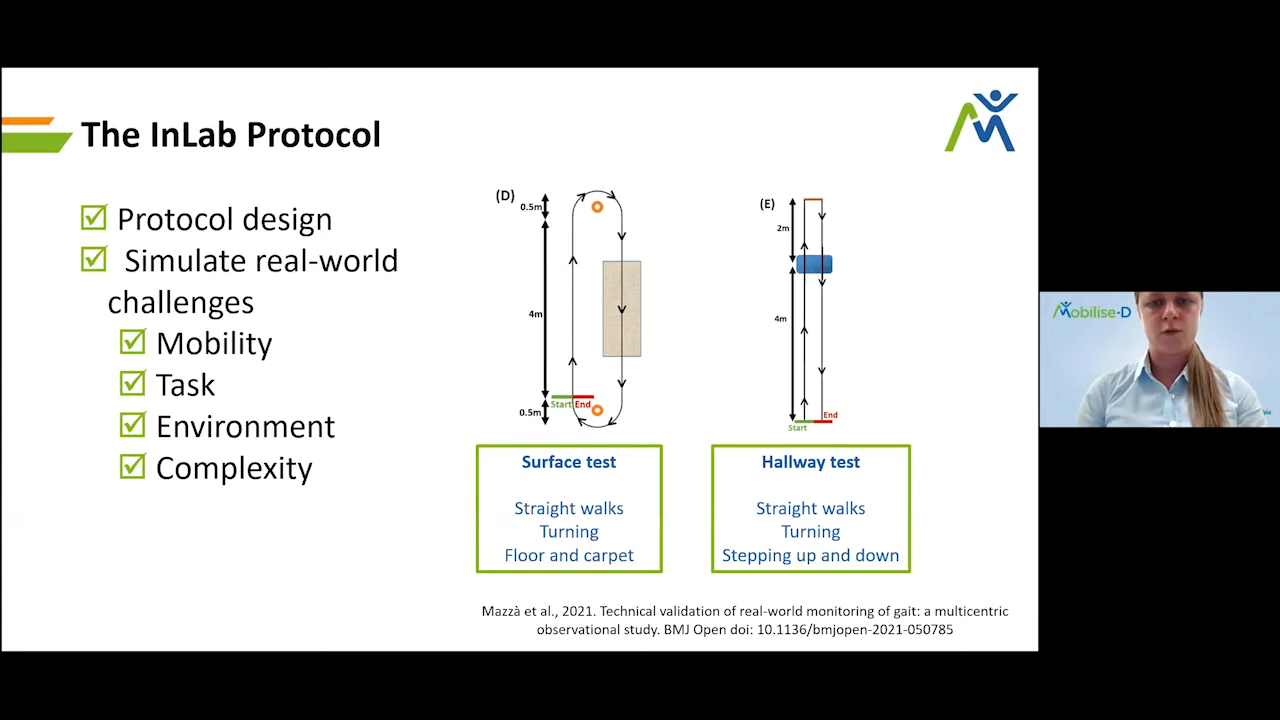 The InLab Protocol
Protocol design
Simulate real-world
challenges
Mobility
Task
Environment
Complexity
(D)
0.5m
4m
Start End
0.5m
Surface test
Straight walks
Turning
Floor and carpet
(E)
2m
4m
End
Start
Hallway test
Straight walks
Turning
Stepping up and down
Mazzà et al., 2021. Technical validation of real-world monitoring of gait: a multicentric
observational study. BMJ Open doi: 10.1136/bmjopen-2021-050785
Mobilise-D